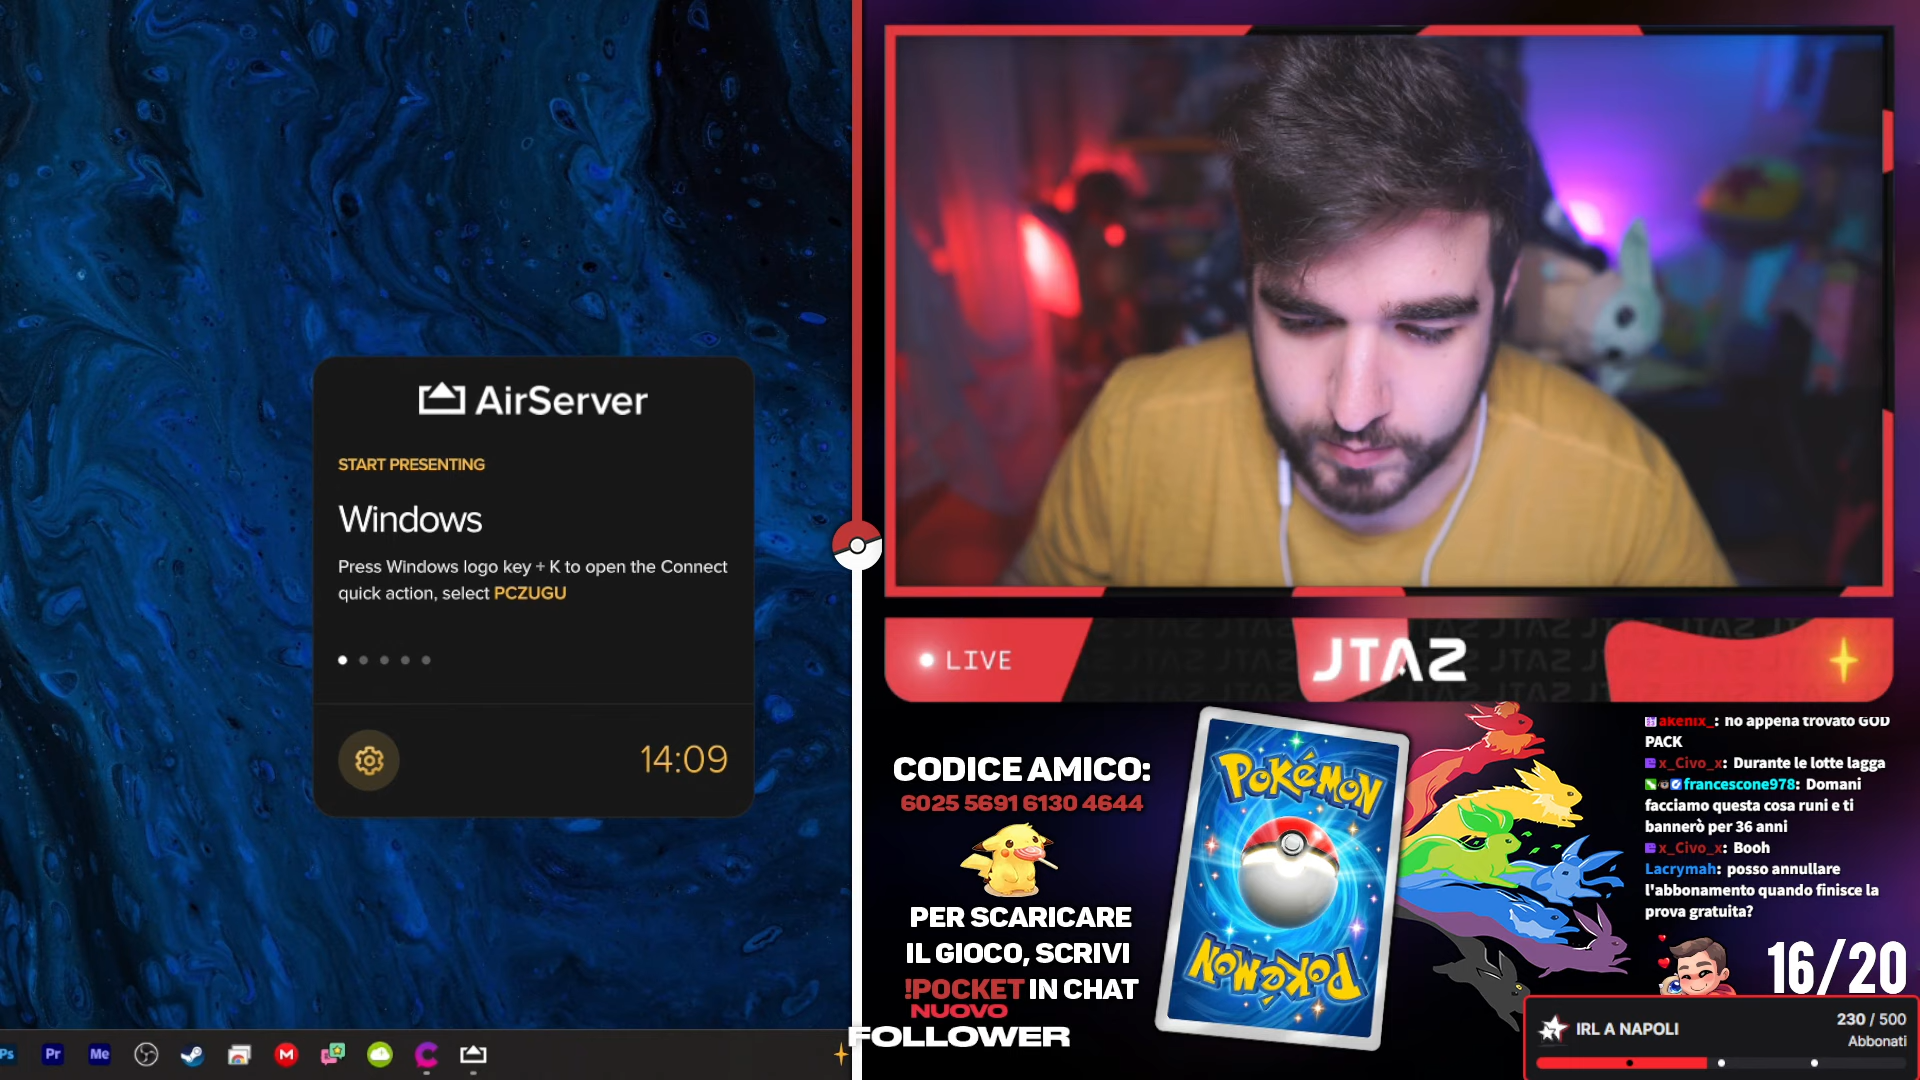 AirServer
START PRESENTING
Windows
Press Windows logo key + K to open the Connect
quick action, select PCZUGU
14:09
Ps
Pr
Me
LIVE
JTAZ
CODICE AMICO:
6025 5691 6130 4644
PER SCARICARE
IL GIOCO, SCRIVI
!POCKET IN CHAT
NUOVO
FOLLOWER
POKéMON
POKéMON
akenix_: no appena trovato GOD
PACK
x_Civo_x: Durante le lotte lagga
francescone978: Domani
facciamo questa cosa runi e ti
bannerò per 36 anni
x_Civo_x: Booh
Lacrymah: posso annullare
l'abbonamento quando finisce la
prova gratuita?
16/20
IRL A NAPOLI
230 / 500
Abbonati